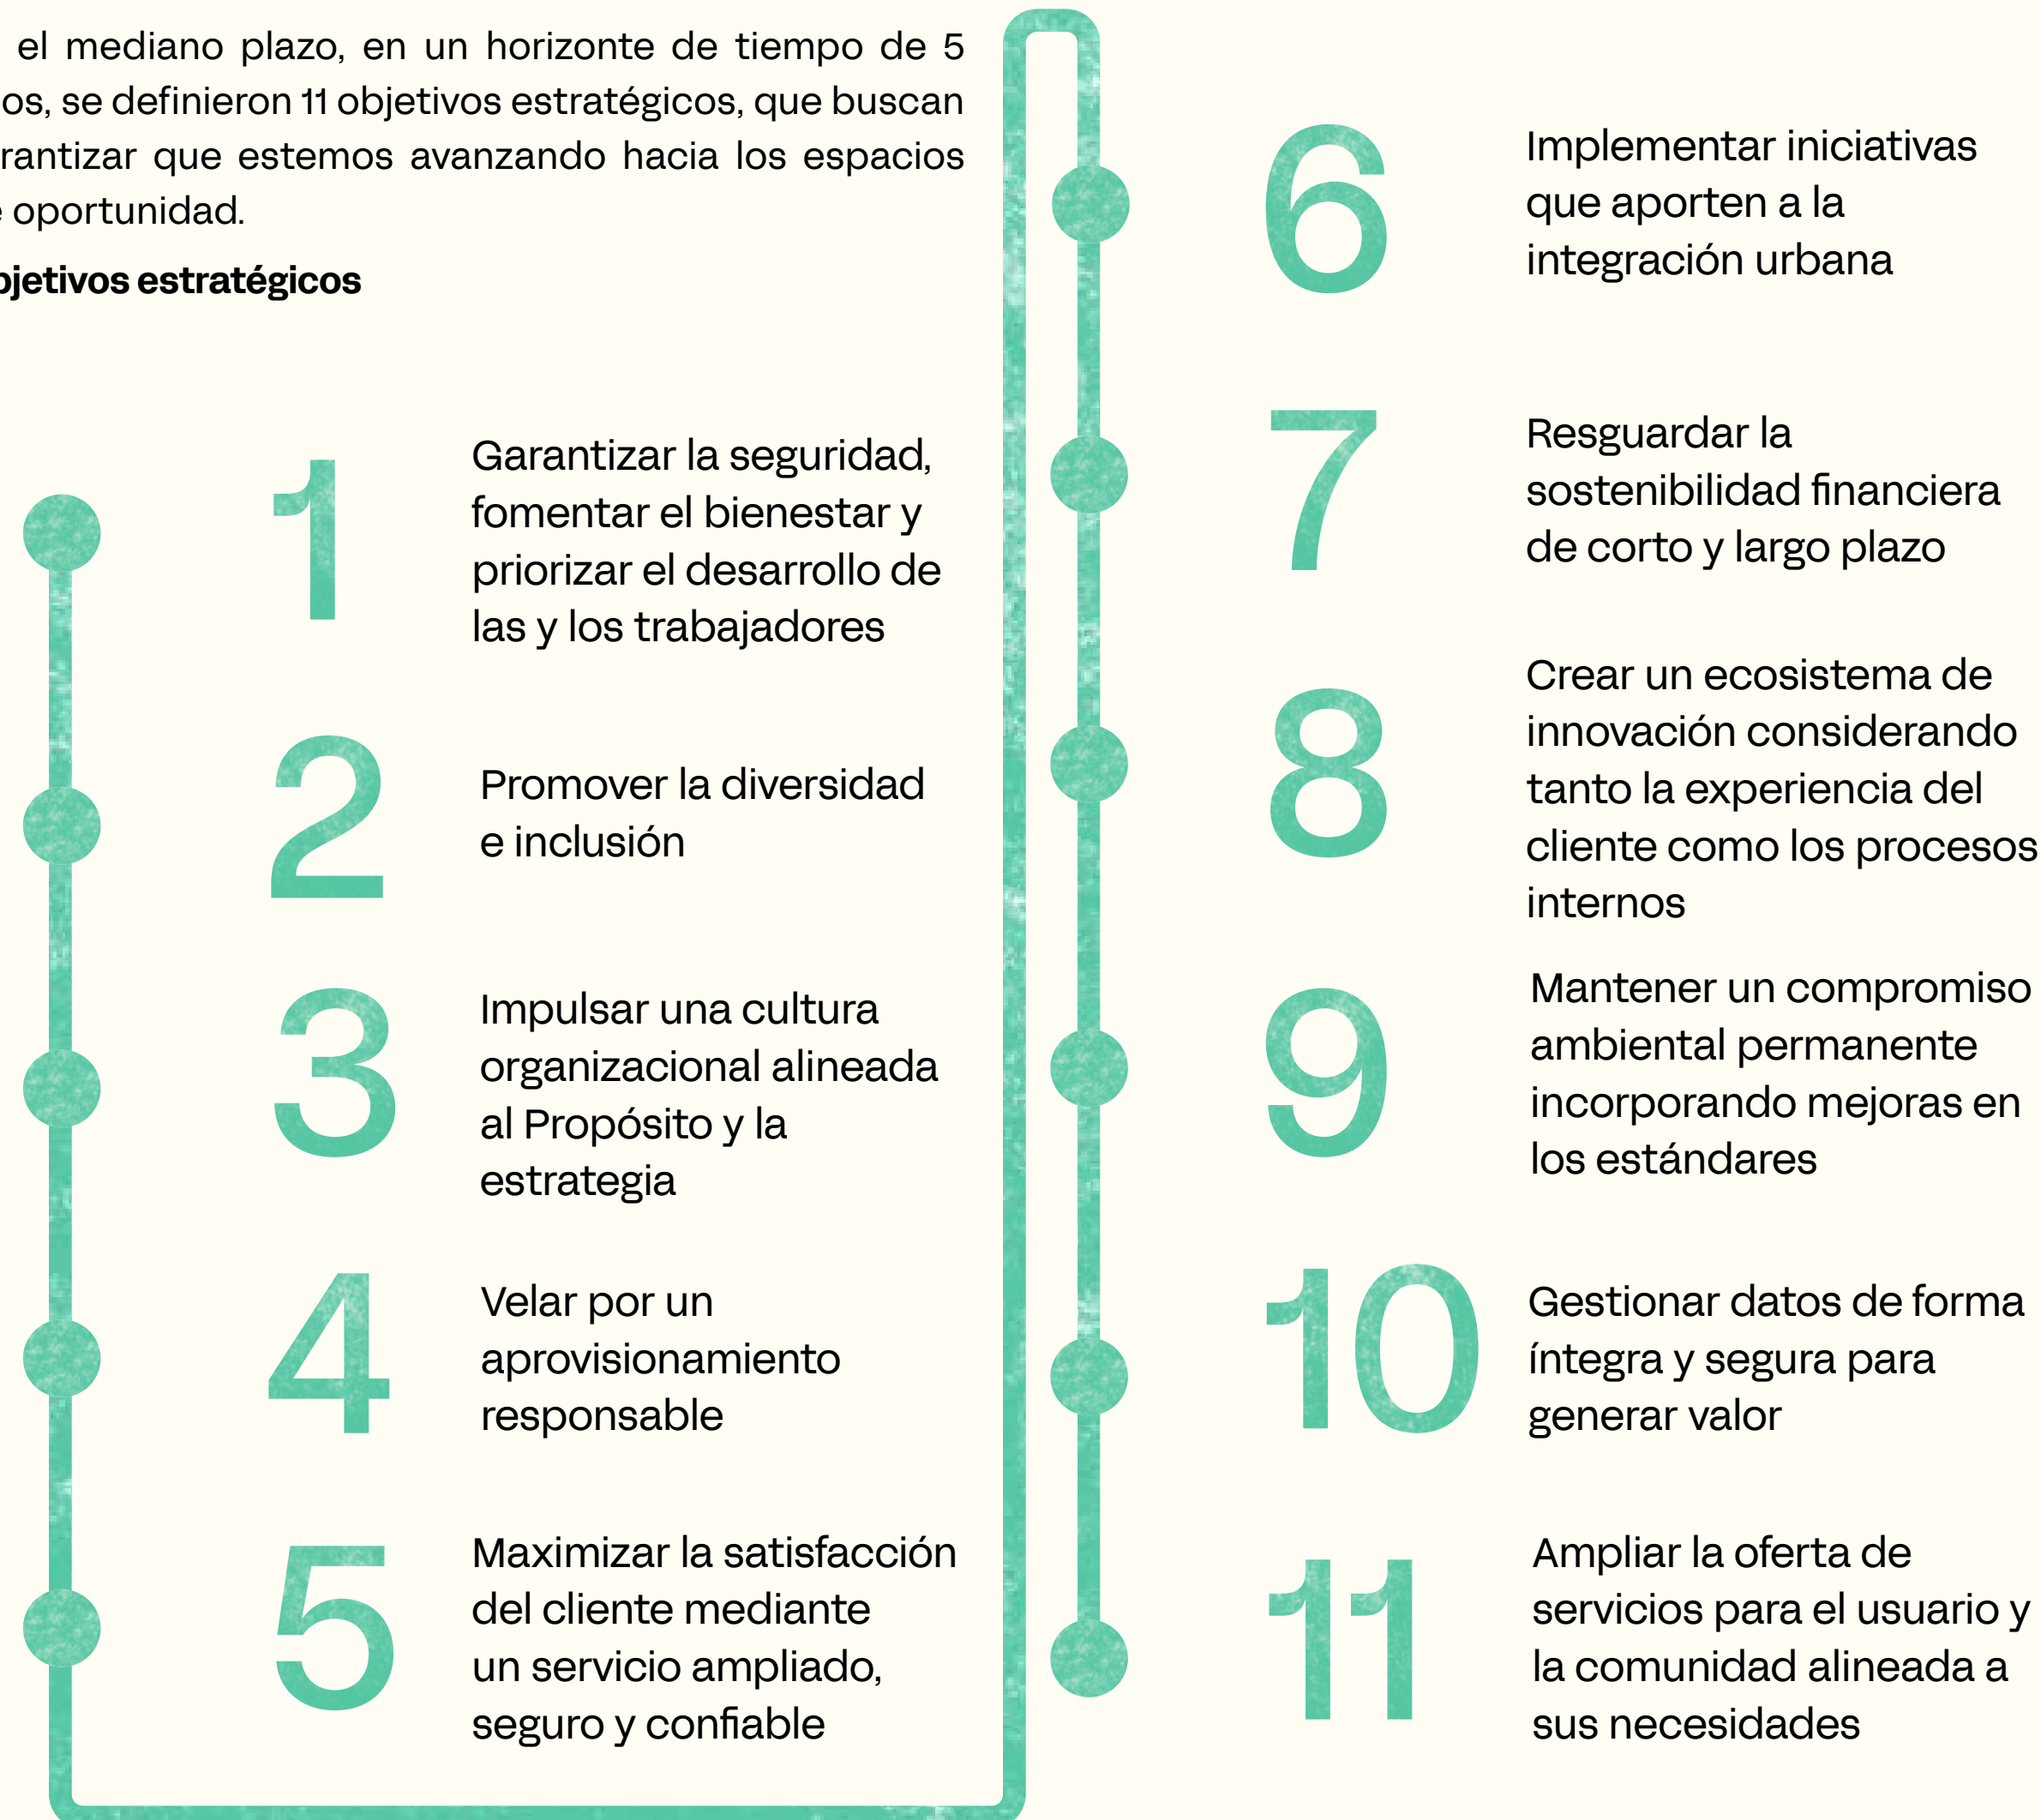 el mediano plazo, en un horizonte de tiempo de 5
os, se definieron 11 objetivos estratégicos, que buscan
rantizar que estemos avanzando hacia los espacios
oportunidad.
bjetivos estratégicos
1
Garantizar la seguridad,
fomentar el bienestar y
priorizar el desarrollo de
las y los trabajadores
2
Promover la diversidad
e inclusión
3
Impulsar una cultura
organizacional alineada
al Propósito y la
estrategia
4
Velar por un
aprovisionamiento
responsable
5
Maximizar la satisfacción
del cliente mediante
un servicio ampliado,
seguro y confiable
6
Implementar iniciativas
que aporten a la
integración urbana
7
Resguardar la
sostenibilidad financiera
de corto y largo plazo
8
Crear un ecosistema de
innovación considerando
tanto la experiencia del
cliente como los procesos
internos
9
Mantener un compromiso
ambiental permanente
incorporando mejoras en
los estándares
10
Gestionar datos de forma
íntegra y segura para
generar valor
11
Ampliar la oferta de
servicios para el usuario y
la comunidad alineada a
sus necesidades